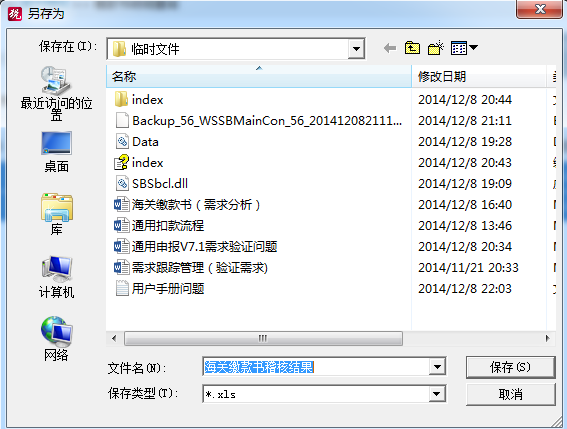 税 另存为
保存在(I): 临时文件
名称 修改日期
index 2014/12/8 20:44
Backup_56_WSSBMainCon_56_201412082111... 2014/12/8 21:11
Data 2014/12/8 19:28
index 2014/12/8 20:43
SBSbcl.dll 2014/12/8 19:09
海关缴款书（需求分析） 2014/12/8 16:40
通用扣款流程 2014/12/8 13:46
通用申报V7.1需求验证问题 2014/12/8 20:34
需求跟踪管理（验证需求) 2014/11/21 20:33
用户手册问题 2014/12/8 22:03
最近访问的位
置
桌面
库
计算机
网络
文件名(N): 海关缴款书稽核结果 保存(S)
保存类型(T): *.xls 取消